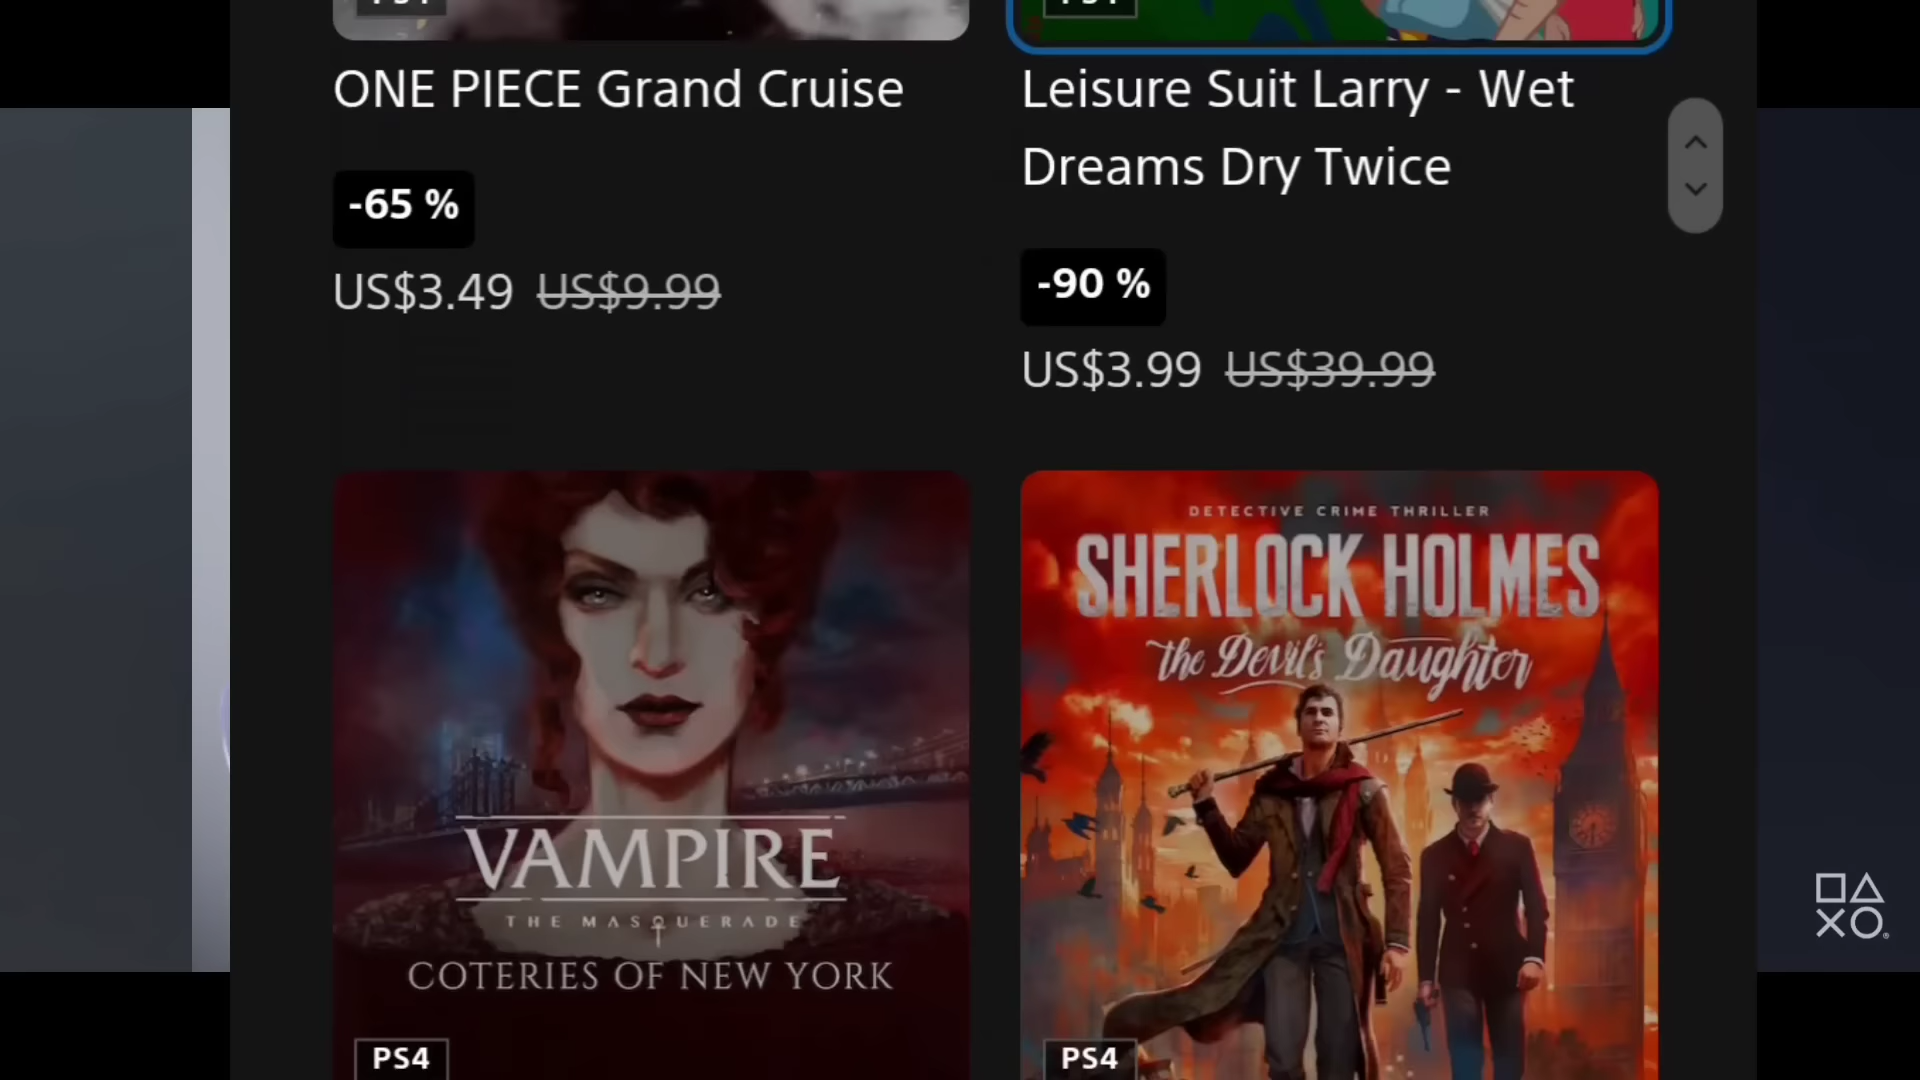 PS4
PS4
ONE PIECE Grand Cruise
-65 %
US$3.49 US$9.99
Leisure Suit Larry - Wet
Dreams Dry Twice
-90 %
US$3.99 US$39.99
VAMPIRE
THE MASQUERADE
COTERIES OF NEW YORK
PS4
DETECTIVE CRIME THRILLER
SHERLOCK HOLMES
the Devil's Daughter
PS4